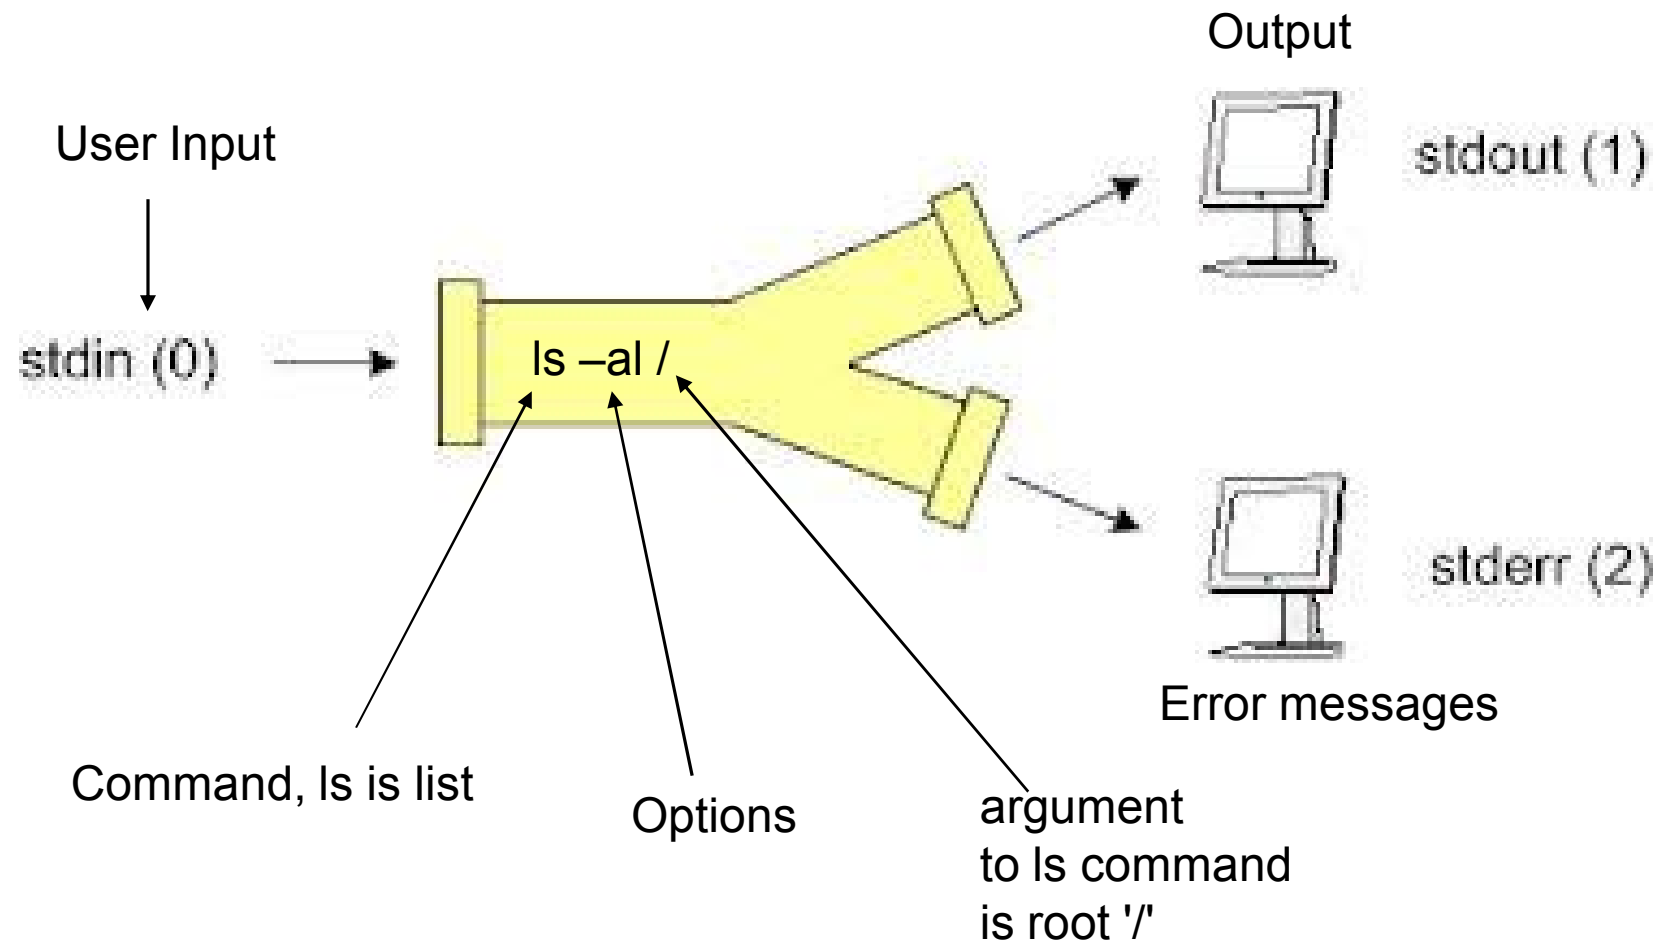 Output
User Input
stdout (1)
stdin (0)
ls –al /
stderr (2)
Error messages
Command, ls is list
Options
argument
to ls command
is root '/'